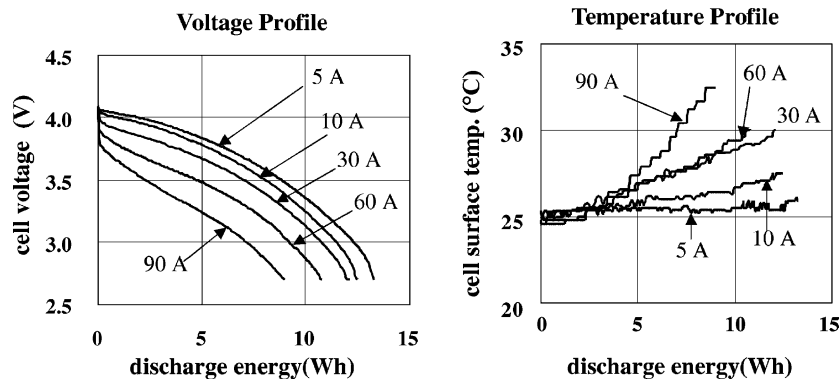 Voltage Profile
cell voltage (V)
4.5
4.0
3.5
3.0
2.5
5 A
10 A
30 A
60 A
90 A
0
5
10
15
discharge energy(Wh)
Temperature Profile
cell surface temp. (°C)
35
30
25
20
90 A
60 A
30 A
5 A
10 A
0
5
10
15
discharge energy(Wh)